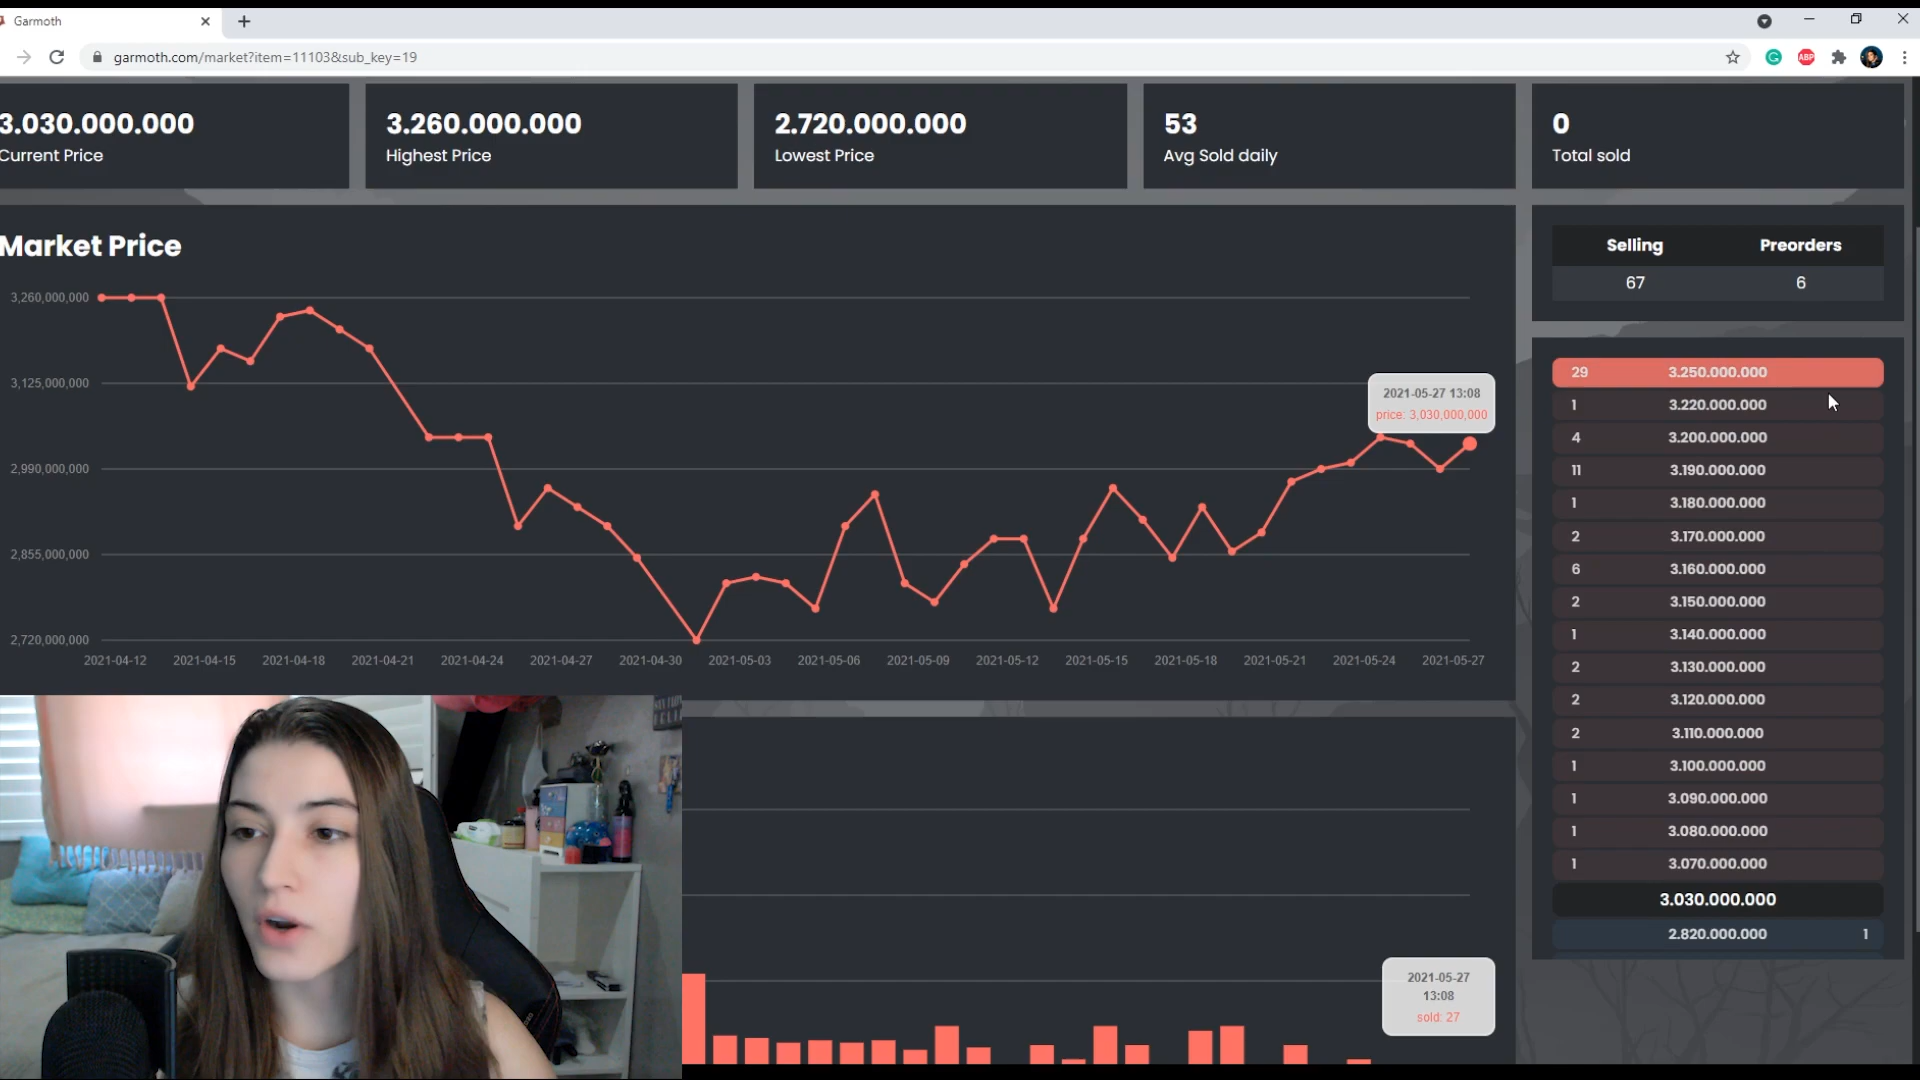 Garmoth
garmoth.com/market?item=11103&sub_key=19
ABP
3.030.000.000
Current Price
3.260.000.000
Highest Price
2.720.000.000
Lowest Price
53
Avg Sold daily
0
Total sold
Market Price
3,260,000,000
3,125,000,000
2,990,000,000
2,855,000,000
2,720,000,000
2021-04-12 2021-04-15 2021-04-18 2021-04-21 2021-04-24 2021-04-27 2021-04-30 2021-05-03 2021-05-06 2021-05-09 2021-05-12 2021-05-15 2021-05-18 2021-05-21 2021-05-24 2021-05-27
2021-05-27 13:08
price: 3,030,000,000
Selling Preorders
67 6
29 3.250.000.000
1 3.220.000.000
4 3.200.000.000
11 3.190.000.000
1 3.180.000.000
2 3.170.000.000
6 3.160.000.000
2 3.150.000.000
1 3.140.000.000
2 3.130.000.000
2 3.120.000.000
2 3.110.000.000
1 3.100.000.000
1 3.090.000.000
1 3.080.000.000
1 3.070.000.000
3.030.000.000
2.820.000.000 1
2021-05-27
13:08
sold: 27